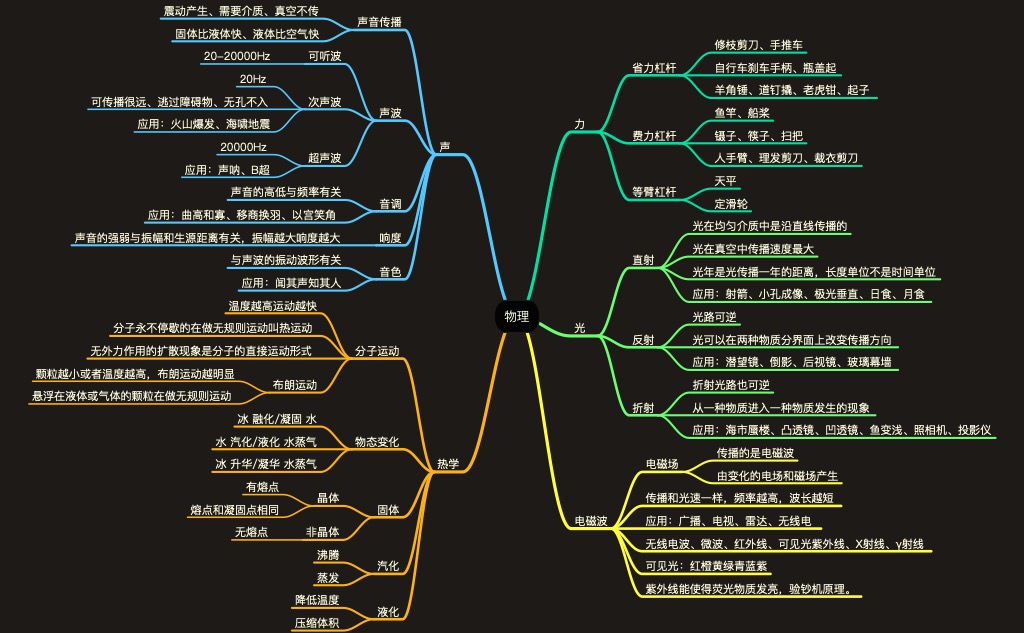 物理
声
声音传播
震动产生、需要介质、真空不传
固体比液体快、液体比空气快
声波
可听波
20-20000Hz
次声波
20Hz
可传播很远、逃过障碍物、无孔不入
应用：火山爆发、海啸地震
超声波
20000Hz
应用：声呐、B超
音调
声音的高低与频率有关
应用：曲高和寡、移商换羽、以宫笑角
响度
声音的强弱与振幅和生源距离有关，振幅越大响度越大
音色
与声波的振动波形有关
应用：闻其声知其人
热学
分子运动
温度越高运动越快
分子永不停歇的在做无规则运动叫热运动
无外力作用的扩散现象是分子的直接运动形式
布朗运动
颗粒越小或者温度越高，布朗运动越明显
悬浮在液体或气体的颗粒在做无规则运动
物态变化
冰 融化/凝固 水
水 汽化/液化 水蒸气
冰 升华/凝华 水蒸气
固体
晶体
有熔点
熔点和凝固点相同
非晶体
无熔点
汽化
沸腾
蒸发
液化
降低温度
压缩体积
力
省力杠杆
修枝剪刀、手推车
自行车刹车手柄、瓶盖起
羊角锤、道钉撬、老虎钳、起子
费力杠杆
鱼竿、船桨
镊子、筷子、扫把
人手臂、理发剪刀、裁衣剪刀
等臂杠杆
天平
定滑轮
光
直射
光在均匀介质中是沿直线传播的
光在真空中传播速度最大
光年是光传播一年的距离，长度单位不是时间单位
应用：射箭、小孔成像、极光垂直、日食、月食
反射
光路可逆
光可以在两种物质分界面上改变传播方向
应用：潜望镜、倒影、后视镜、玻璃幕墙
折射
折射光路也可逆
从一种物质进入一种物质发生的现象
应用：海市蜃楼、凸透镜、凹透镜、鱼变浅、照相机、投影仪
电磁波
电磁场
传播的是电磁波
由变化的电场和磁场产生
传播和光速一样，频率越高，波长越短
应用：广播、电视、雷达、无线电
无线电波、微波、红外线、可见光紫外线、X射线、γ射线
可见光：红橙黄绿青蓝紫
紫外线能使得荧光物质发亮，验钞机原理。